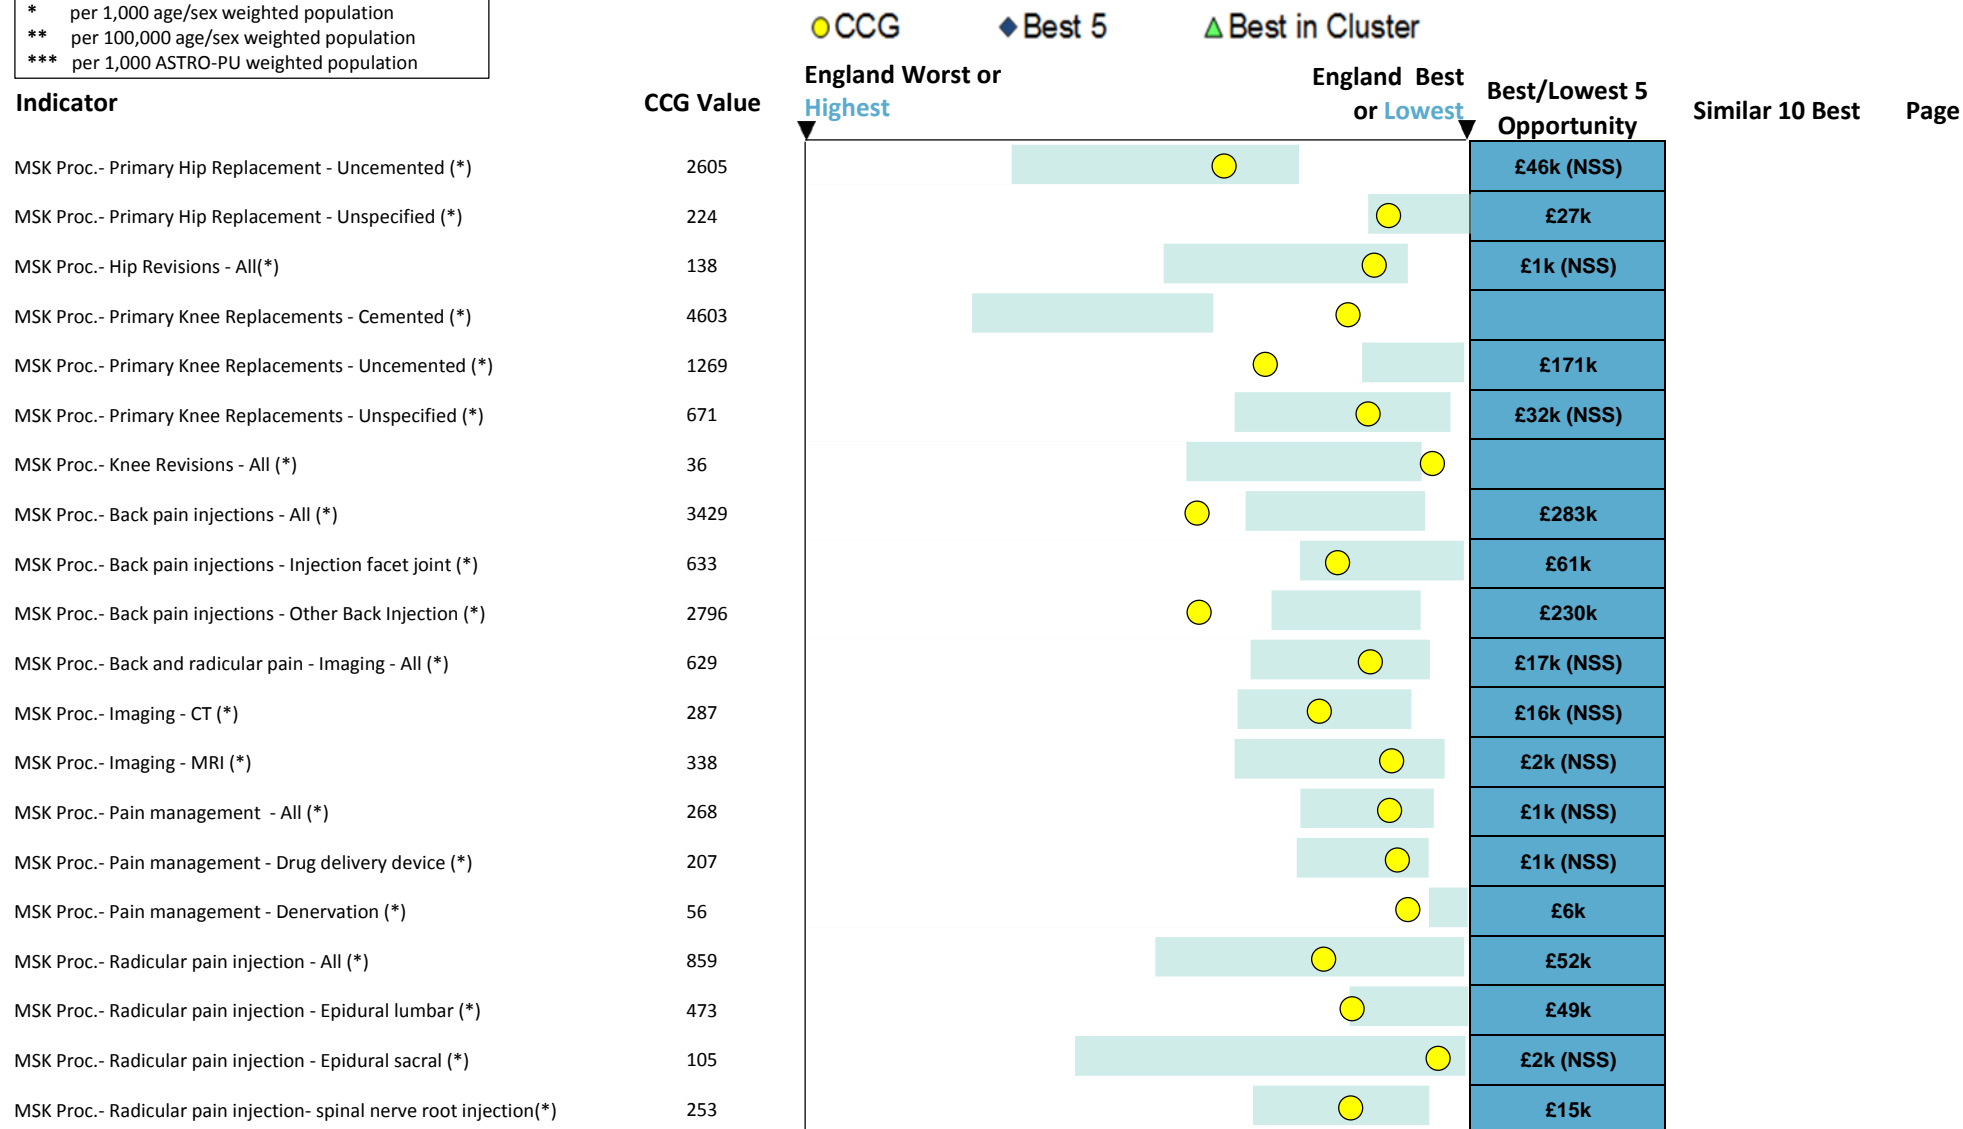 * per 1,000 age/sex weighted population
** per 100,000 age/sex weighted population
*** per 1,000 ASTRO-PU weighted population
CCG Best 5 Best in Cluster
Indicator CCG Value England Worst or Highest England Best or Lowest Best/Lowest 5 Opportunity Similar 10 Best Page
MSK Proc.- Primary Hip Replacement - Uncemented (*) 2605 £46k (NSS)
MSK Proc.- Primary Hip Replacement - Unspecified (*) 224 £27k
MSK Proc.- Hip Revisions - All(*) 138 £1k (NSS)
MSK Proc.- Primary Knee Replacements - Cemented (*) 4603
MSK Proc.- Primary Knee Replacements - Uncemented (*) 1269 £171k
MSK Proc.- Primary Knee Replacements - Unspecified (*) 671 £32k (NSS)
MSK Proc.- Knee Revisions - All (*) 36
MSK Proc.- Back pain injections - All (*) 3429 £283k
MSK Proc.- Back pain injections - Injection facet joint (*) 633 £61k
MSK Proc.- Back pain injections - Other Back Injection (*) 2796 £230k
MSK Proc.- Back and radicular pain - Imaging - All (*) 629 £17k (NSS)
MSK Proc.- Imaging - CT (*) 287 £16k (NSS)
MSK Proc.- Imaging - MRI (*) 338 £2k (NSS)
MSK Proc.- Pain management - All (*) 268 £1k (NSS)
MSK Proc.- Pain management - Drug delivery device (*) 207 £1k (NSS)
MSK Proc.- Pain management - Denervation (*) 56 £6k
MSK Proc.- Radicular pain injection - All (*) 859 £52k
MSK Proc.- Radicular pain injection - Epidural lumbar (*) 473 £49k
MSK Proc.- Radicular pain injection - Epidural sacral (*) 105 £2k (NSS)
MSK Proc.- Radicular pain injection- spinal nerve root injection(*) 253 £15k